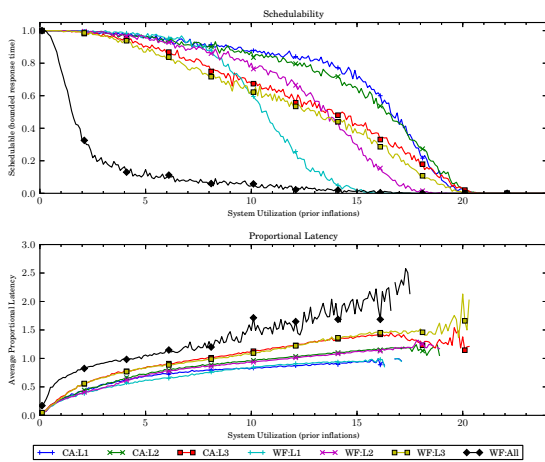 Schedulability
Schedulable (bounded response time)
1.0
0.8
0.6
0.4
0.2
0.0
0 5 10 15 20
System Utilization (prior inflations)
Proportional Latency
Average Proportional Latency
3.0
2.5
2.0
1.5
1.0
0.5
0.0
0 5 10 15 20
System Utilization (prior inflations)
CA:L1 CA:L2 CA:L3 WF:L1 WF:L2 WF:L3 WF:All